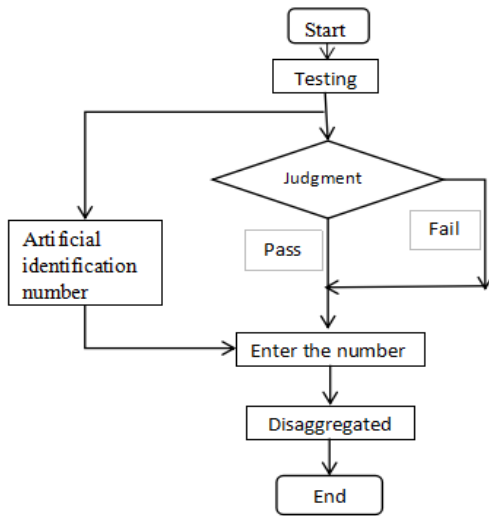 Start
Testing
Judgment
Pass
Fail
Artificial
identification
number
Enter the number
Disaggregated
End